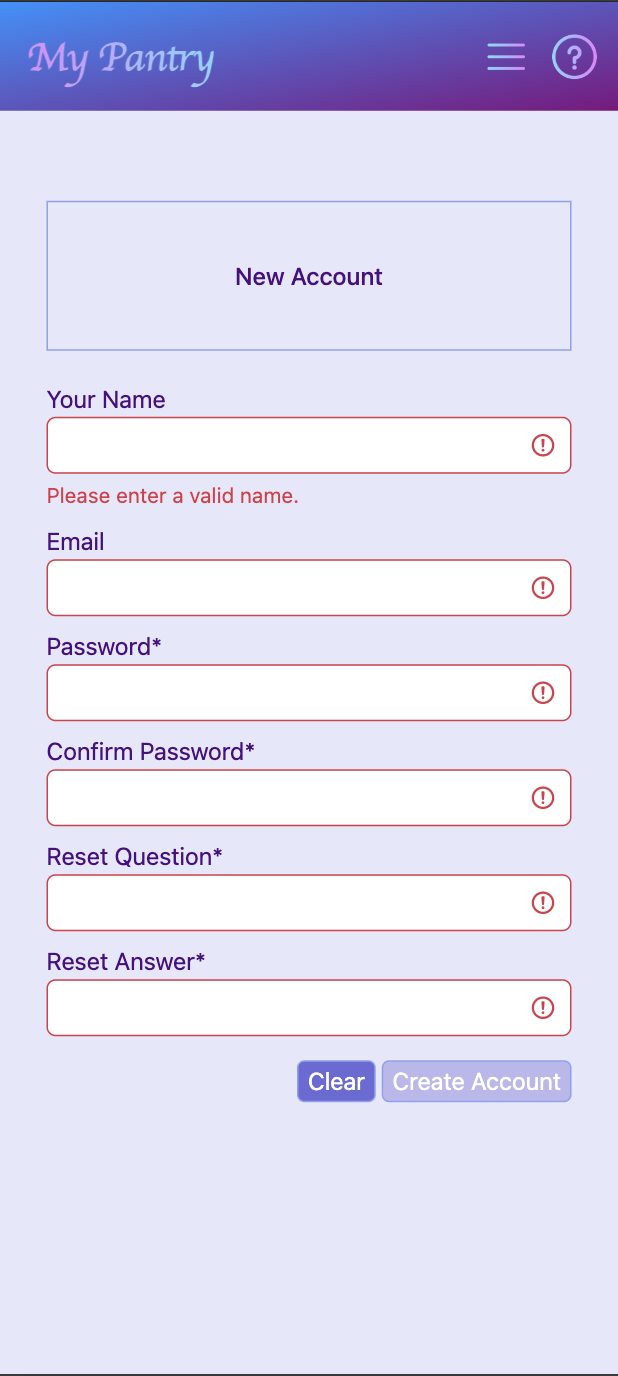 My Pantry
New Account
Your Name
Please enter a valid name.
Email
Password*
Confirm Password*
Reset Question*
Reset Answer*
Clear Create Account